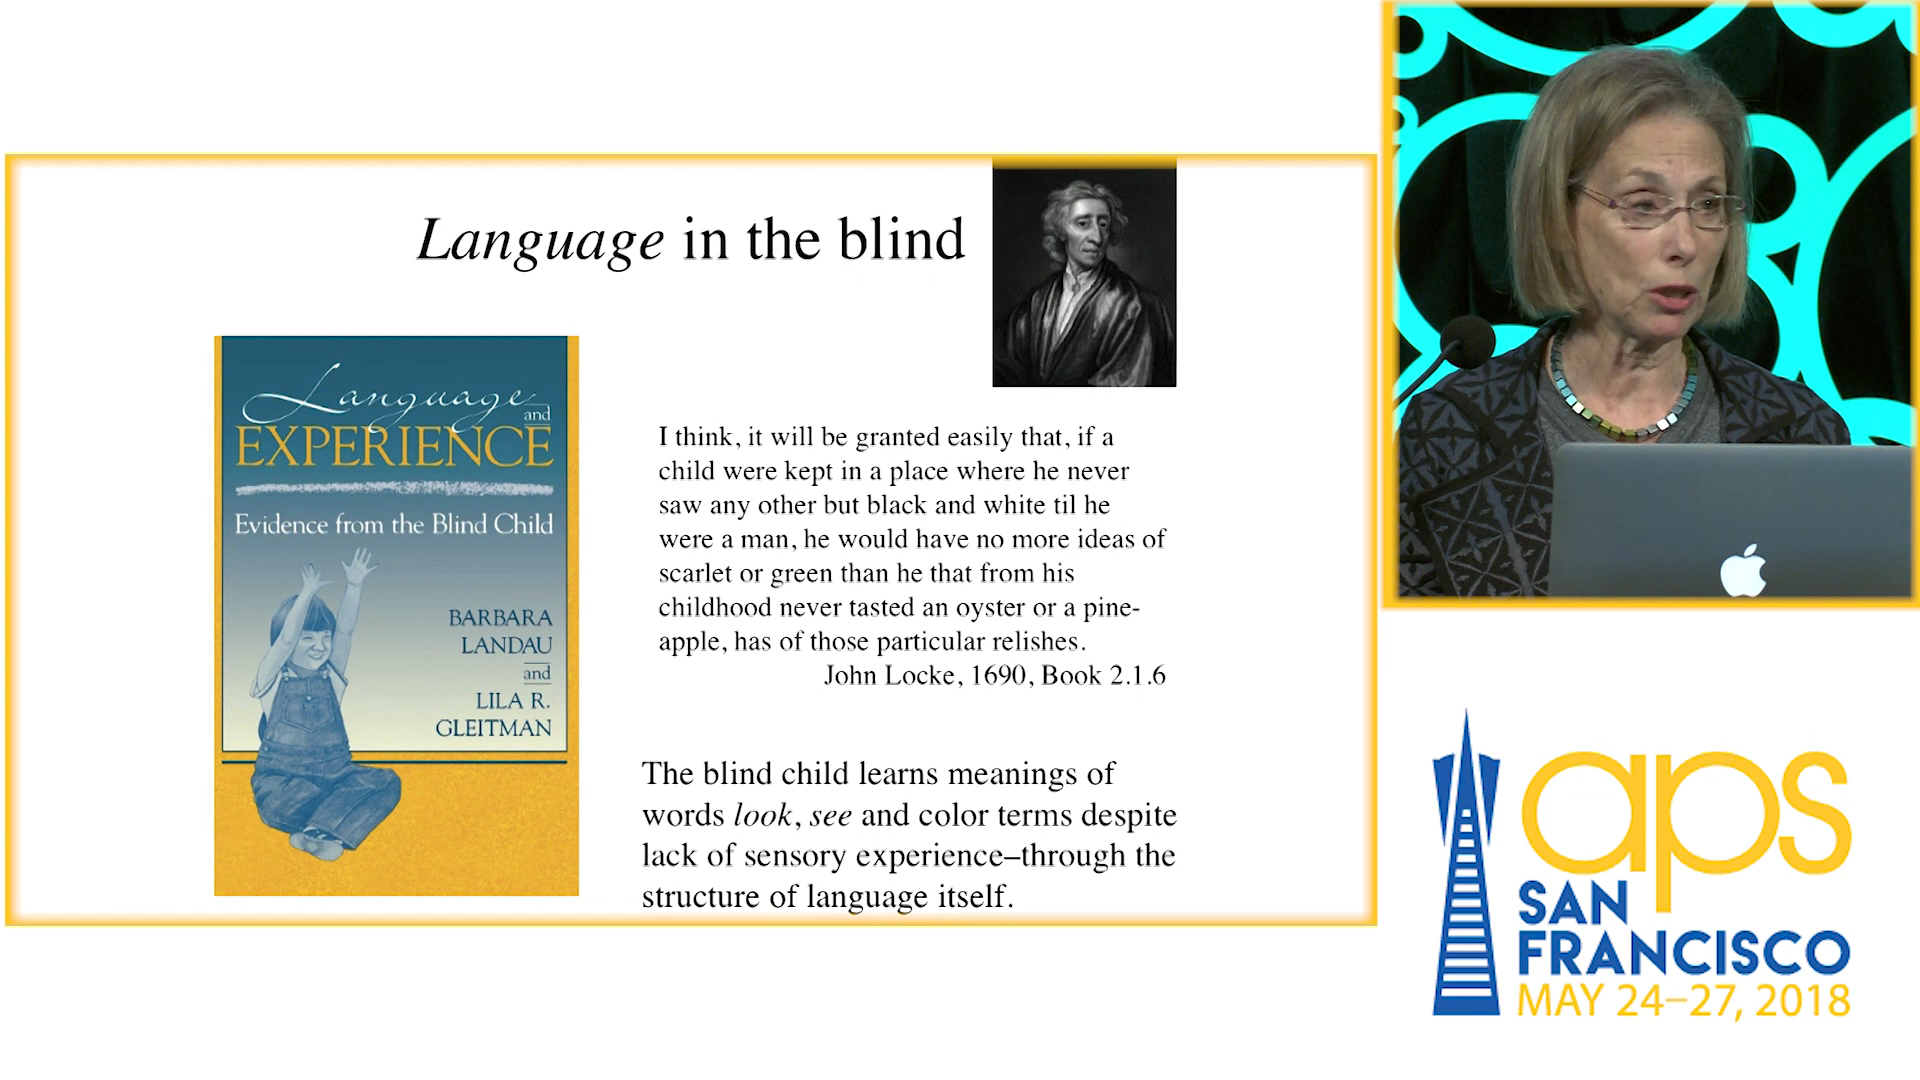 Language in the blind
Language
and
EXPERIENCE
Evidence from the Blind Child
BARBARA
LANDAU
and
LILA R.
GLEITMAN
I think, it will be granted easily that, if a
child were kept in a place where he never
saw any other but black and white til he
were a man, he would have no more ideas of
scarlet or green than he that from his
childhood never tasted an oyster or a pine-
apple, has of those particular relishes.
John Locke, 1690, Book 2.1.6
The blind child learns meanings of
words look, see and color terms despite
lack of sensory experience–through the
structure of language itself.
aps
SAN
FRANCISCO
MAY 24–27, 2018